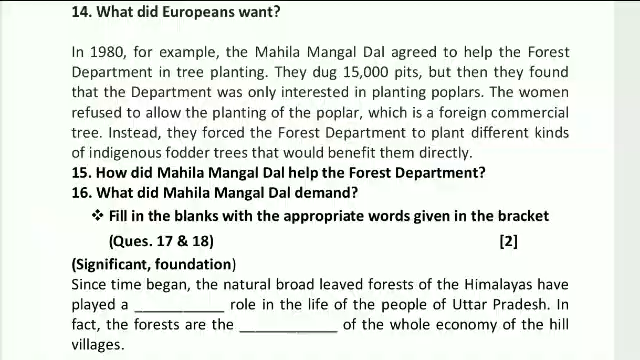 14. What did Europeans want?
In 1980, for example, the Mahila Mangal Dal agreed to help the Forest
Department in tree planting. They dug 15,000 pits, but then they found
that the Department was only interested in planting poplars. The women
refused to allow the planting of the poplar, which is a foreign commercial
tree. Instead, they forced the Forest Department to plant different kinds
of indigenous fodder trees that would benefit them directly.
15. How did Mahila Mangal Dal help the Forest Department?
16. What did Mahila Mangal Dal demand?
❖ Fill in the blanks with the appropriate words given in the bracket
(Ques. 17 & 18) [2]
(Significant, foundation)
Since time began, the natural broad leaved forests of the Himalayas have
played a ___________ role in the life of the people of Uttar Pradesh. In
fact, the forests are the ____________ of the whole economy of the hill
villages.